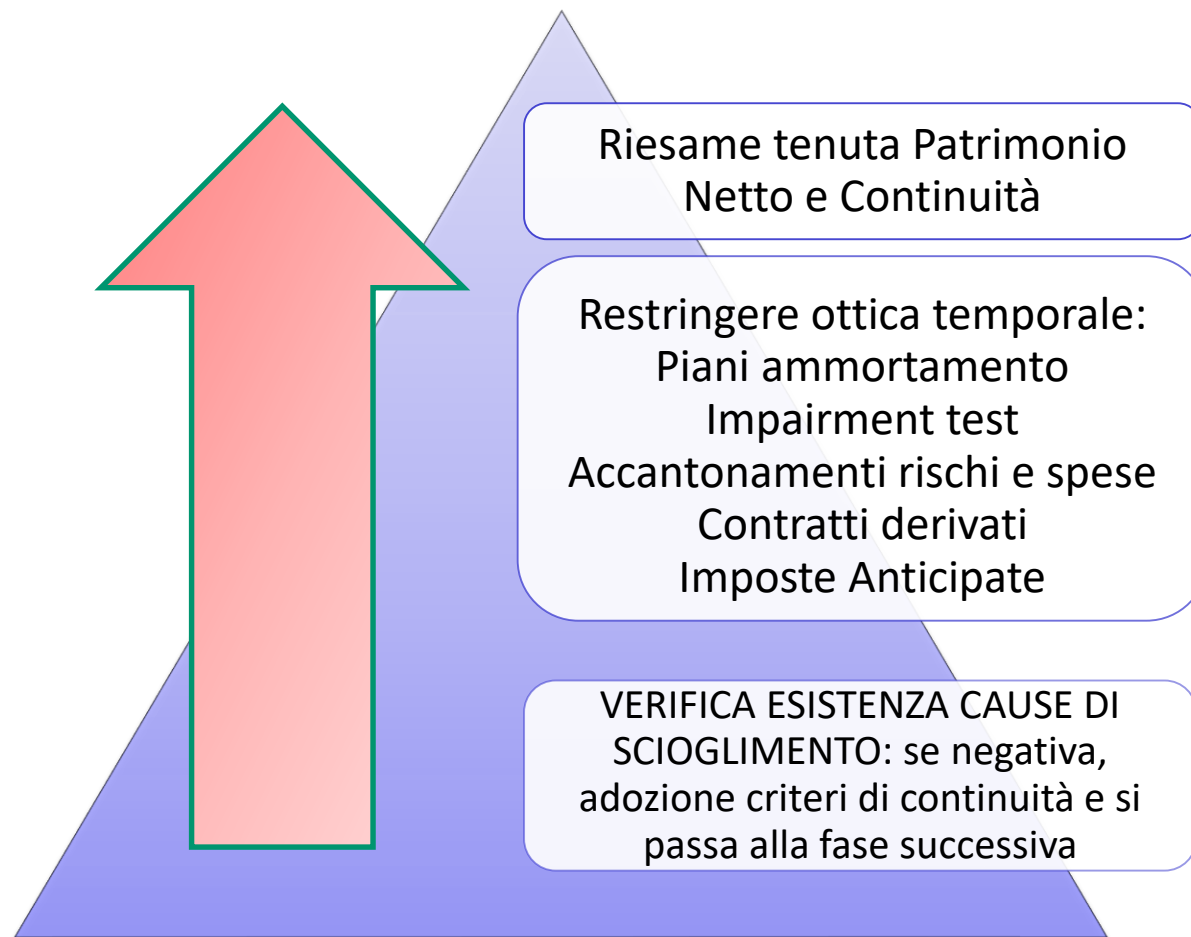 Riesame tenuta Patrimonio
Netto e Continuità
Restringere ottica temporale:
Piani ammortamento
Impairment test
Accantonamenti rischi e spese
Contratti derivati
Imposte Anticipate
VERIFICA ESISTENZA CAUSE DI
SCIOGLIMENTO: se negativa,
adozione criteri di continuità e si
passa alla fase successiva